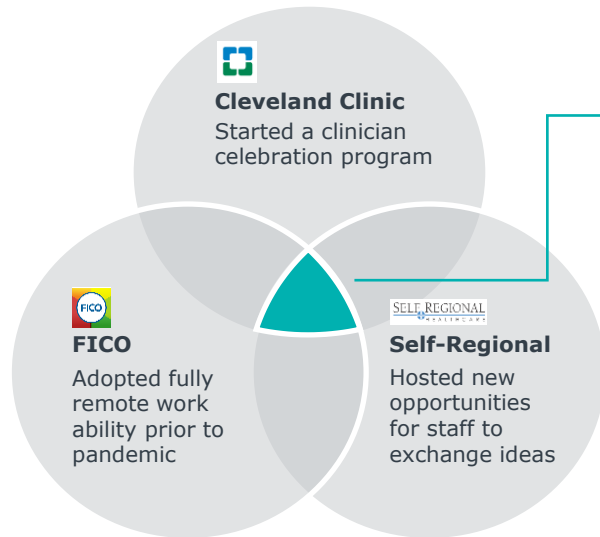 Cleveland Clinic
Started a clinician
celebration program
FICO
FICO
Adopted fully
remote work
ability prior to
pandemic
SELF REGIONAL
HEALTHCARE
Self-Regional
Hosted new
opportunities
for staff to
exchange ideas